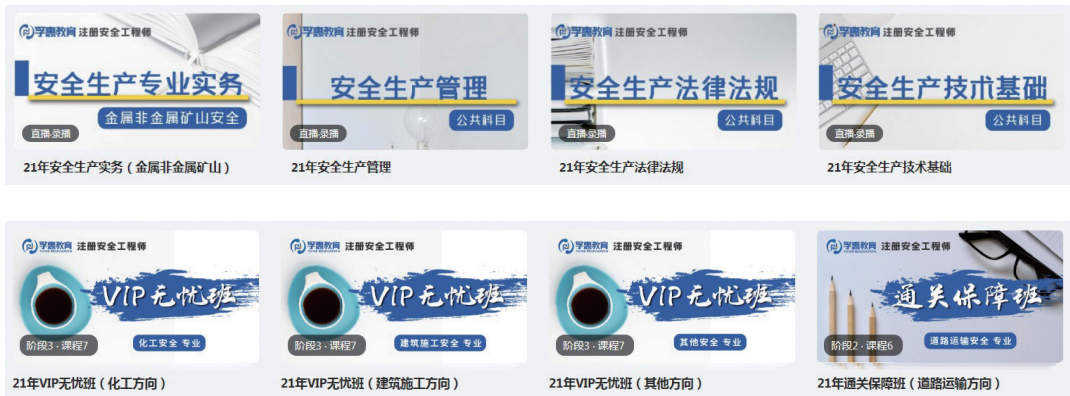 学惠教育 注册安全工程师
安全生产专业实务
金属非金属矿山安全
直播·录播
21年安全生产实务（金属非金属矿山）
学惠教育 注册安全工程师
安全生产管理
公共科目
直播·录播
21年安全生产管理
学惠教育 注册安全工程师
安全生产法律法规
公共科目
直播·录播
21年安全生产法律法规
学惠教育 注册安全工程师
安全生产技术基础
公共科目
直播·录播
21年安全生产技术基础
学惠教育 注册安全工程师
VIP无忧班
化工安全 专业
阶段3 · 课程7
21年VIP无忧班（化工方向）
学惠教育 注册安全工程师
VIP无忧班
建筑施工安全 专业
阶段3 · 课程7
21年VIP无忧班（建筑施工方向）
学惠教育 注册安全工程师
VIP无忧班
其他安全 专业
阶段3 · 课程7
21年VIP无忧班（其他方向）
学惠教育 注册安全工程师
通关保障班
道路运输安全 专业
阶段2 · 课程6
21年通关保障班（道路运输方向）